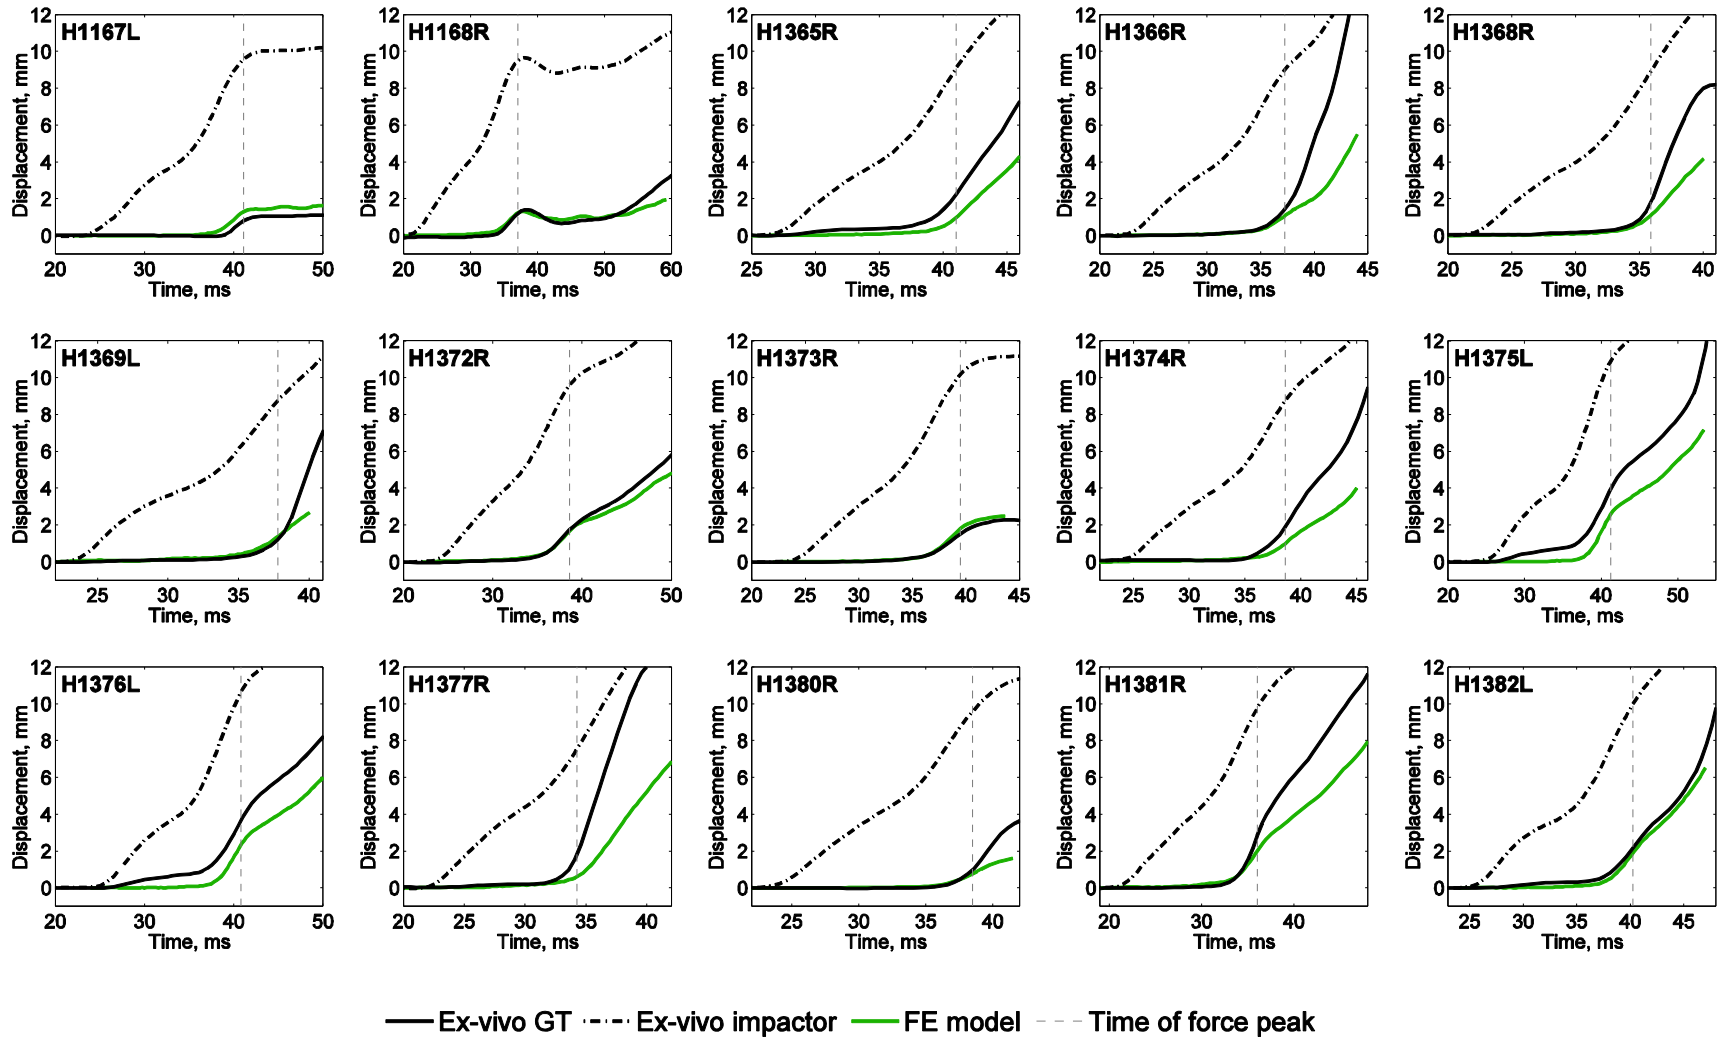 H1167L
Displacement, mm
12
10
8
6
4
2
0
20 30 40 50
Time, ms
H1168R
Displacement, mm
12
10
8
6
4
2
0
20 30 40 50 60
Time, ms
H1365R
Displacement, mm
12
10
8
6
4
2
0
25 30 35 40 45
Time, ms
H1366R
Displacement, mm
12
10
8
6
4
2
0
20 25 30 35 40 45
Time, ms
H1368R
Displacement, mm
12
10
8
6
4
2
0
20 25 30 35 40
Time, ms
H1369L
Displacement, mm
12
10
8
6
4
2
0
25 30 35 40
Time, ms
H1372R
Displacement, mm
12
10
8
6
4
2
0
20 30 40 50
Time, ms
H1373R
Displacement, mm
12
10
8
6
4
2
0
20 25 30 35 40 45
Time, ms
H1374R
Displacement, mm
12
10
8
6
4
2
0
25 30 35 40 45
Time, ms
H1375L
Displacement, mm
12
10
8
6
4
2
0
20 30 40 50
Time, ms
H1376L
Displacement, mm
12
10
8
6
4
2
0
20 30 40 50
Time, ms
H1377R
Displacement, mm
12
10
8
6
4
2
0
20 25 30 35 40
Time, ms
H1380R
Displacement, mm
12
10
8
6
4
2
0
25 30 35 40
Time, ms
H1381R
Displacement, mm
12
10
8
6
4
2
0
20 30 40
Time, ms
H1382L
Displacement, mm
12
10
8
6
4
2
0
25 30 35 40 45
Time, ms
Ex-vivo GT Ex-vivo impactor FE model Time of force peak